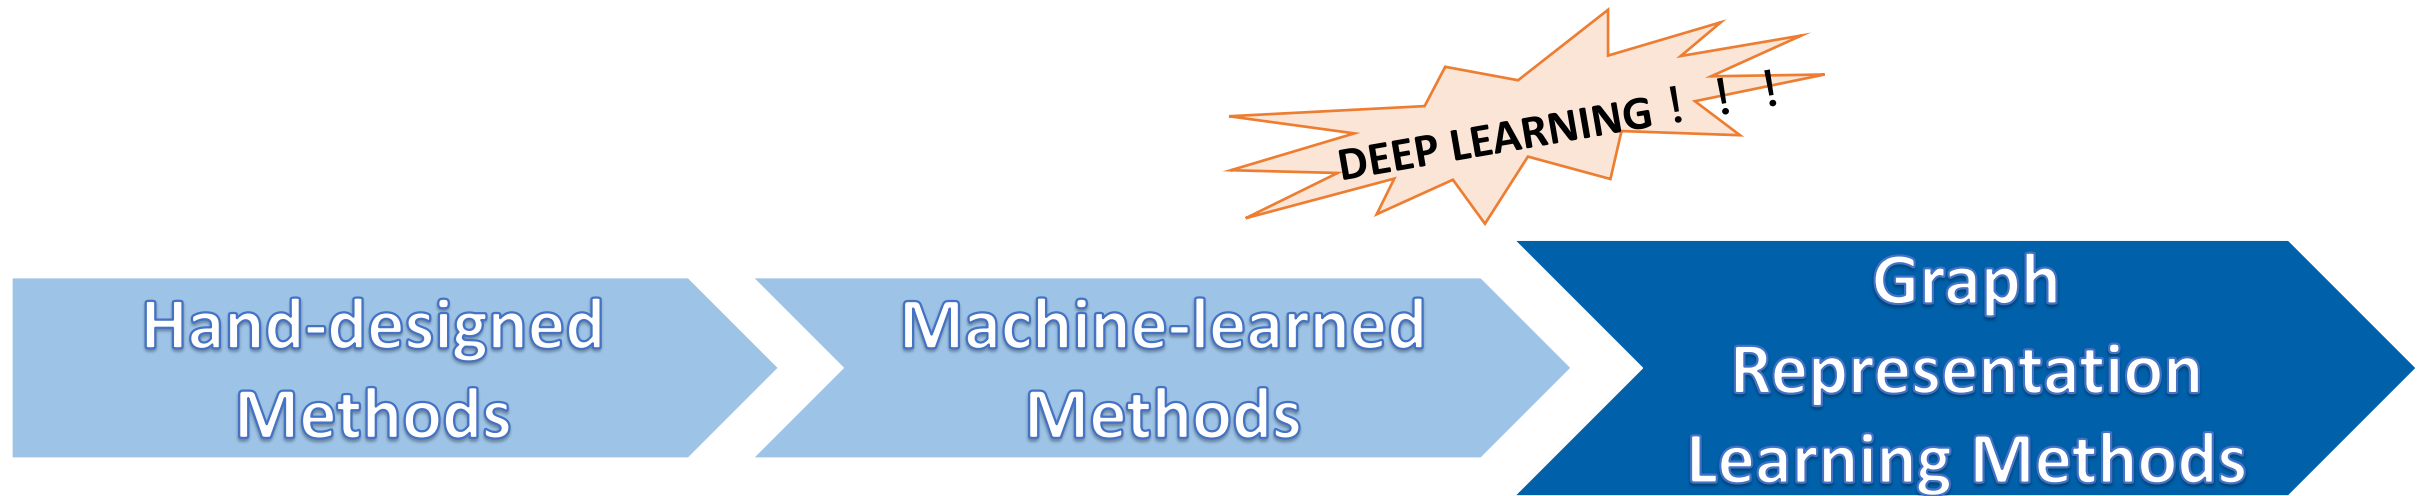 DEEP LEARNING！！！
Hand-designed
Methods
Machine-learned
Methods
Graph
Representation
Learning Methods